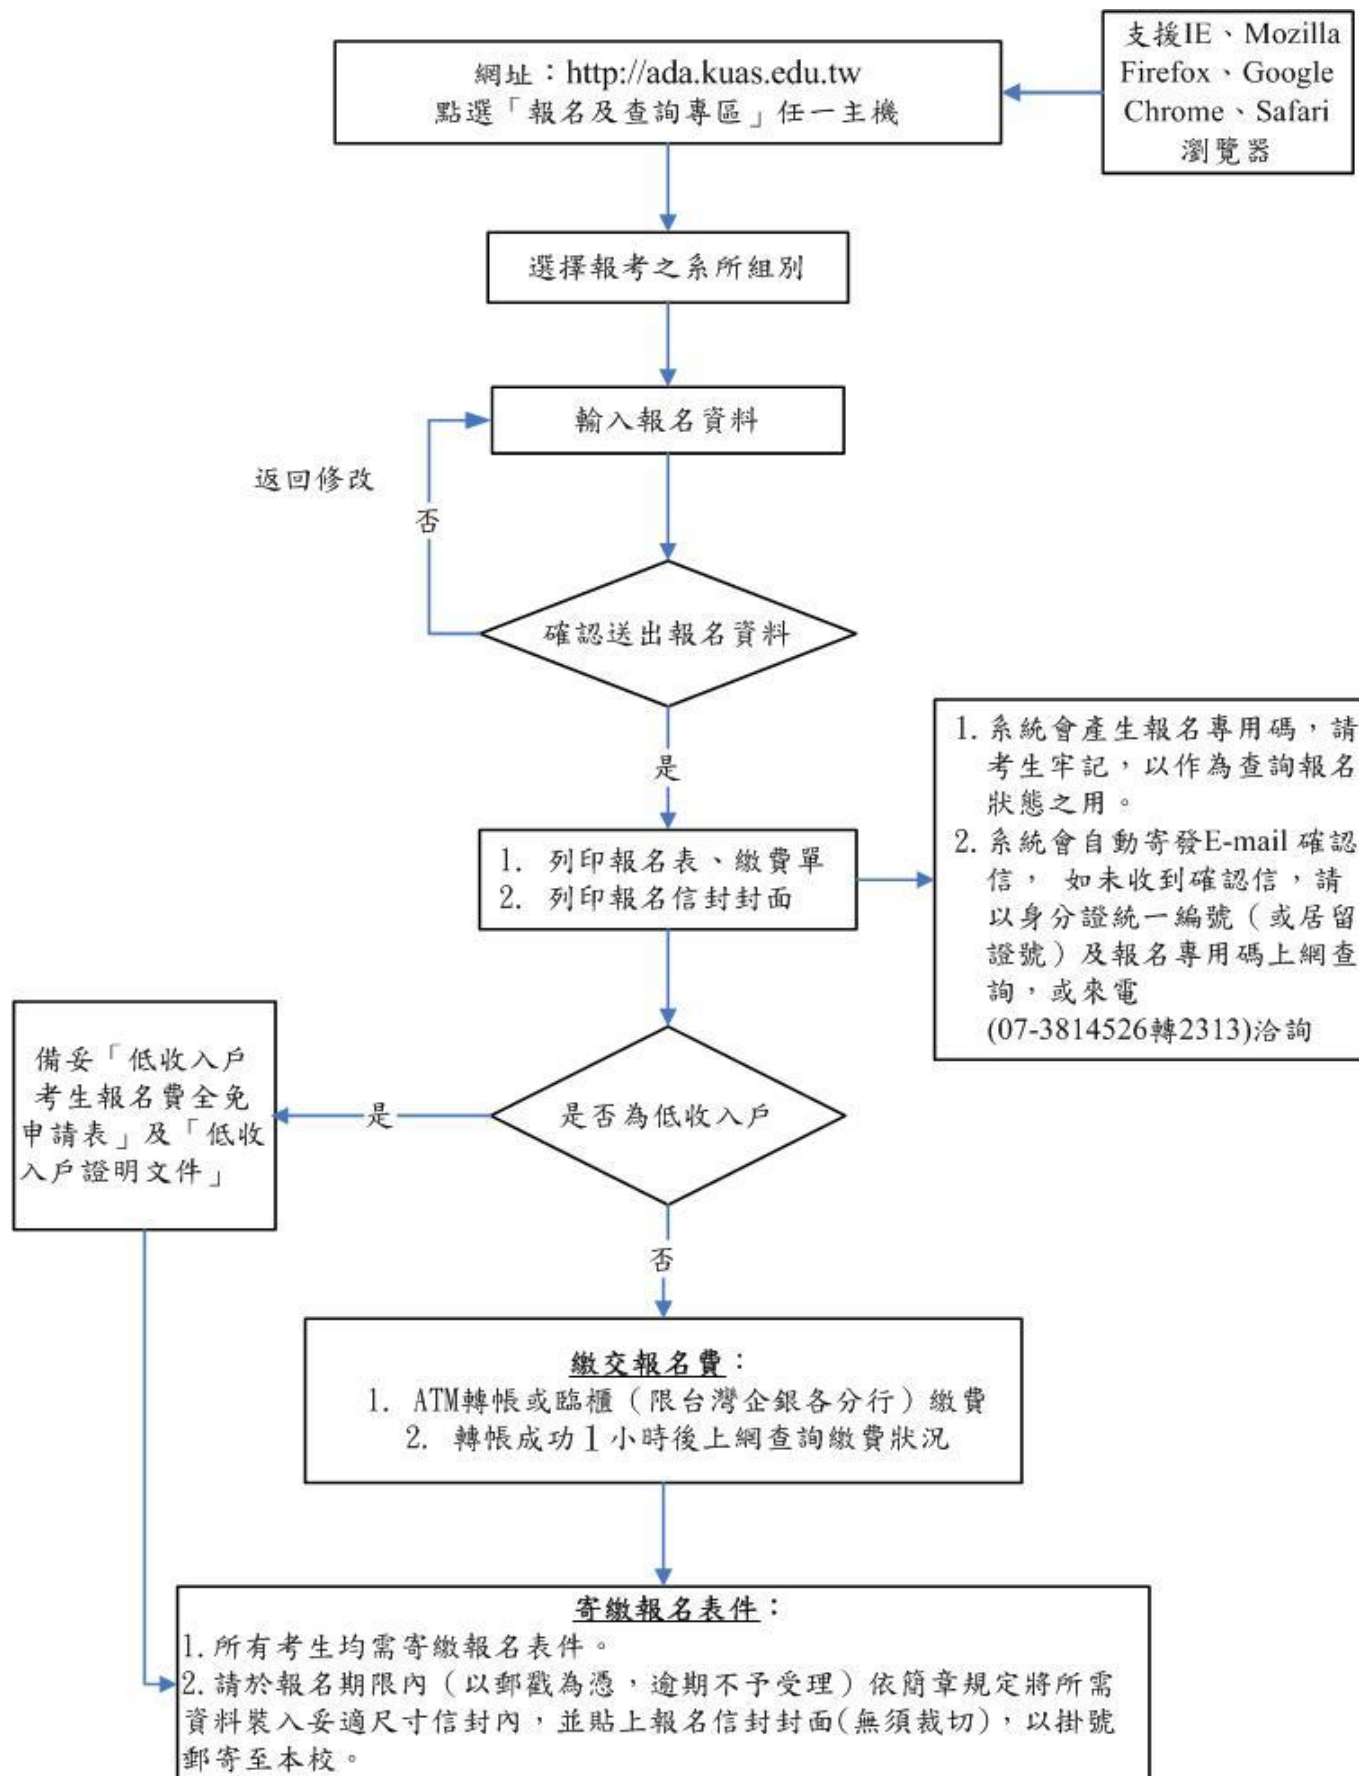 網址：http://ada.kuas.edu.tw
點選「報名及查詢專區」任一主機
支援IE、Mozilla
Firefox、Google
Chrome、Safari
瀏覽器
選擇報考之系所組別
輸入報名資料
返回修改
否
確認送出報名資料
是
1. 列印報名表、繳費單
2. 列印報名信封封面
1. 系統會產生報名專用碼，請
考生牢記，以作為查詢報名
狀態之用。
2. 系統會自動寄發E-mail 確認
信， 如未收到確認信，請
以身分證統一編號（或居留
證號）及報名專用碼上網查
詢，或來電
(07-3814526轉2313)洽詢
是否為低收入戶
是
備妥「低收入戶
考生報名費全免
申請表」及「低收
入戶證明文件」
否
繳交報名費：
1. ATM轉帳或臨櫃（限台灣企銀各分行）繳費
2. 轉帳成功1小時後上網查詢繳費狀況
寄繳報名表件：
1.所有考生均需寄繳報名表件。
2.請於報名期限內（以郵戳為憑，逾期不予受理）依簡章規定將所需
資料裝入妥適尺寸信封內，並貼上報名信封封面(無須裁切)，以掛號
郵寄至本校。